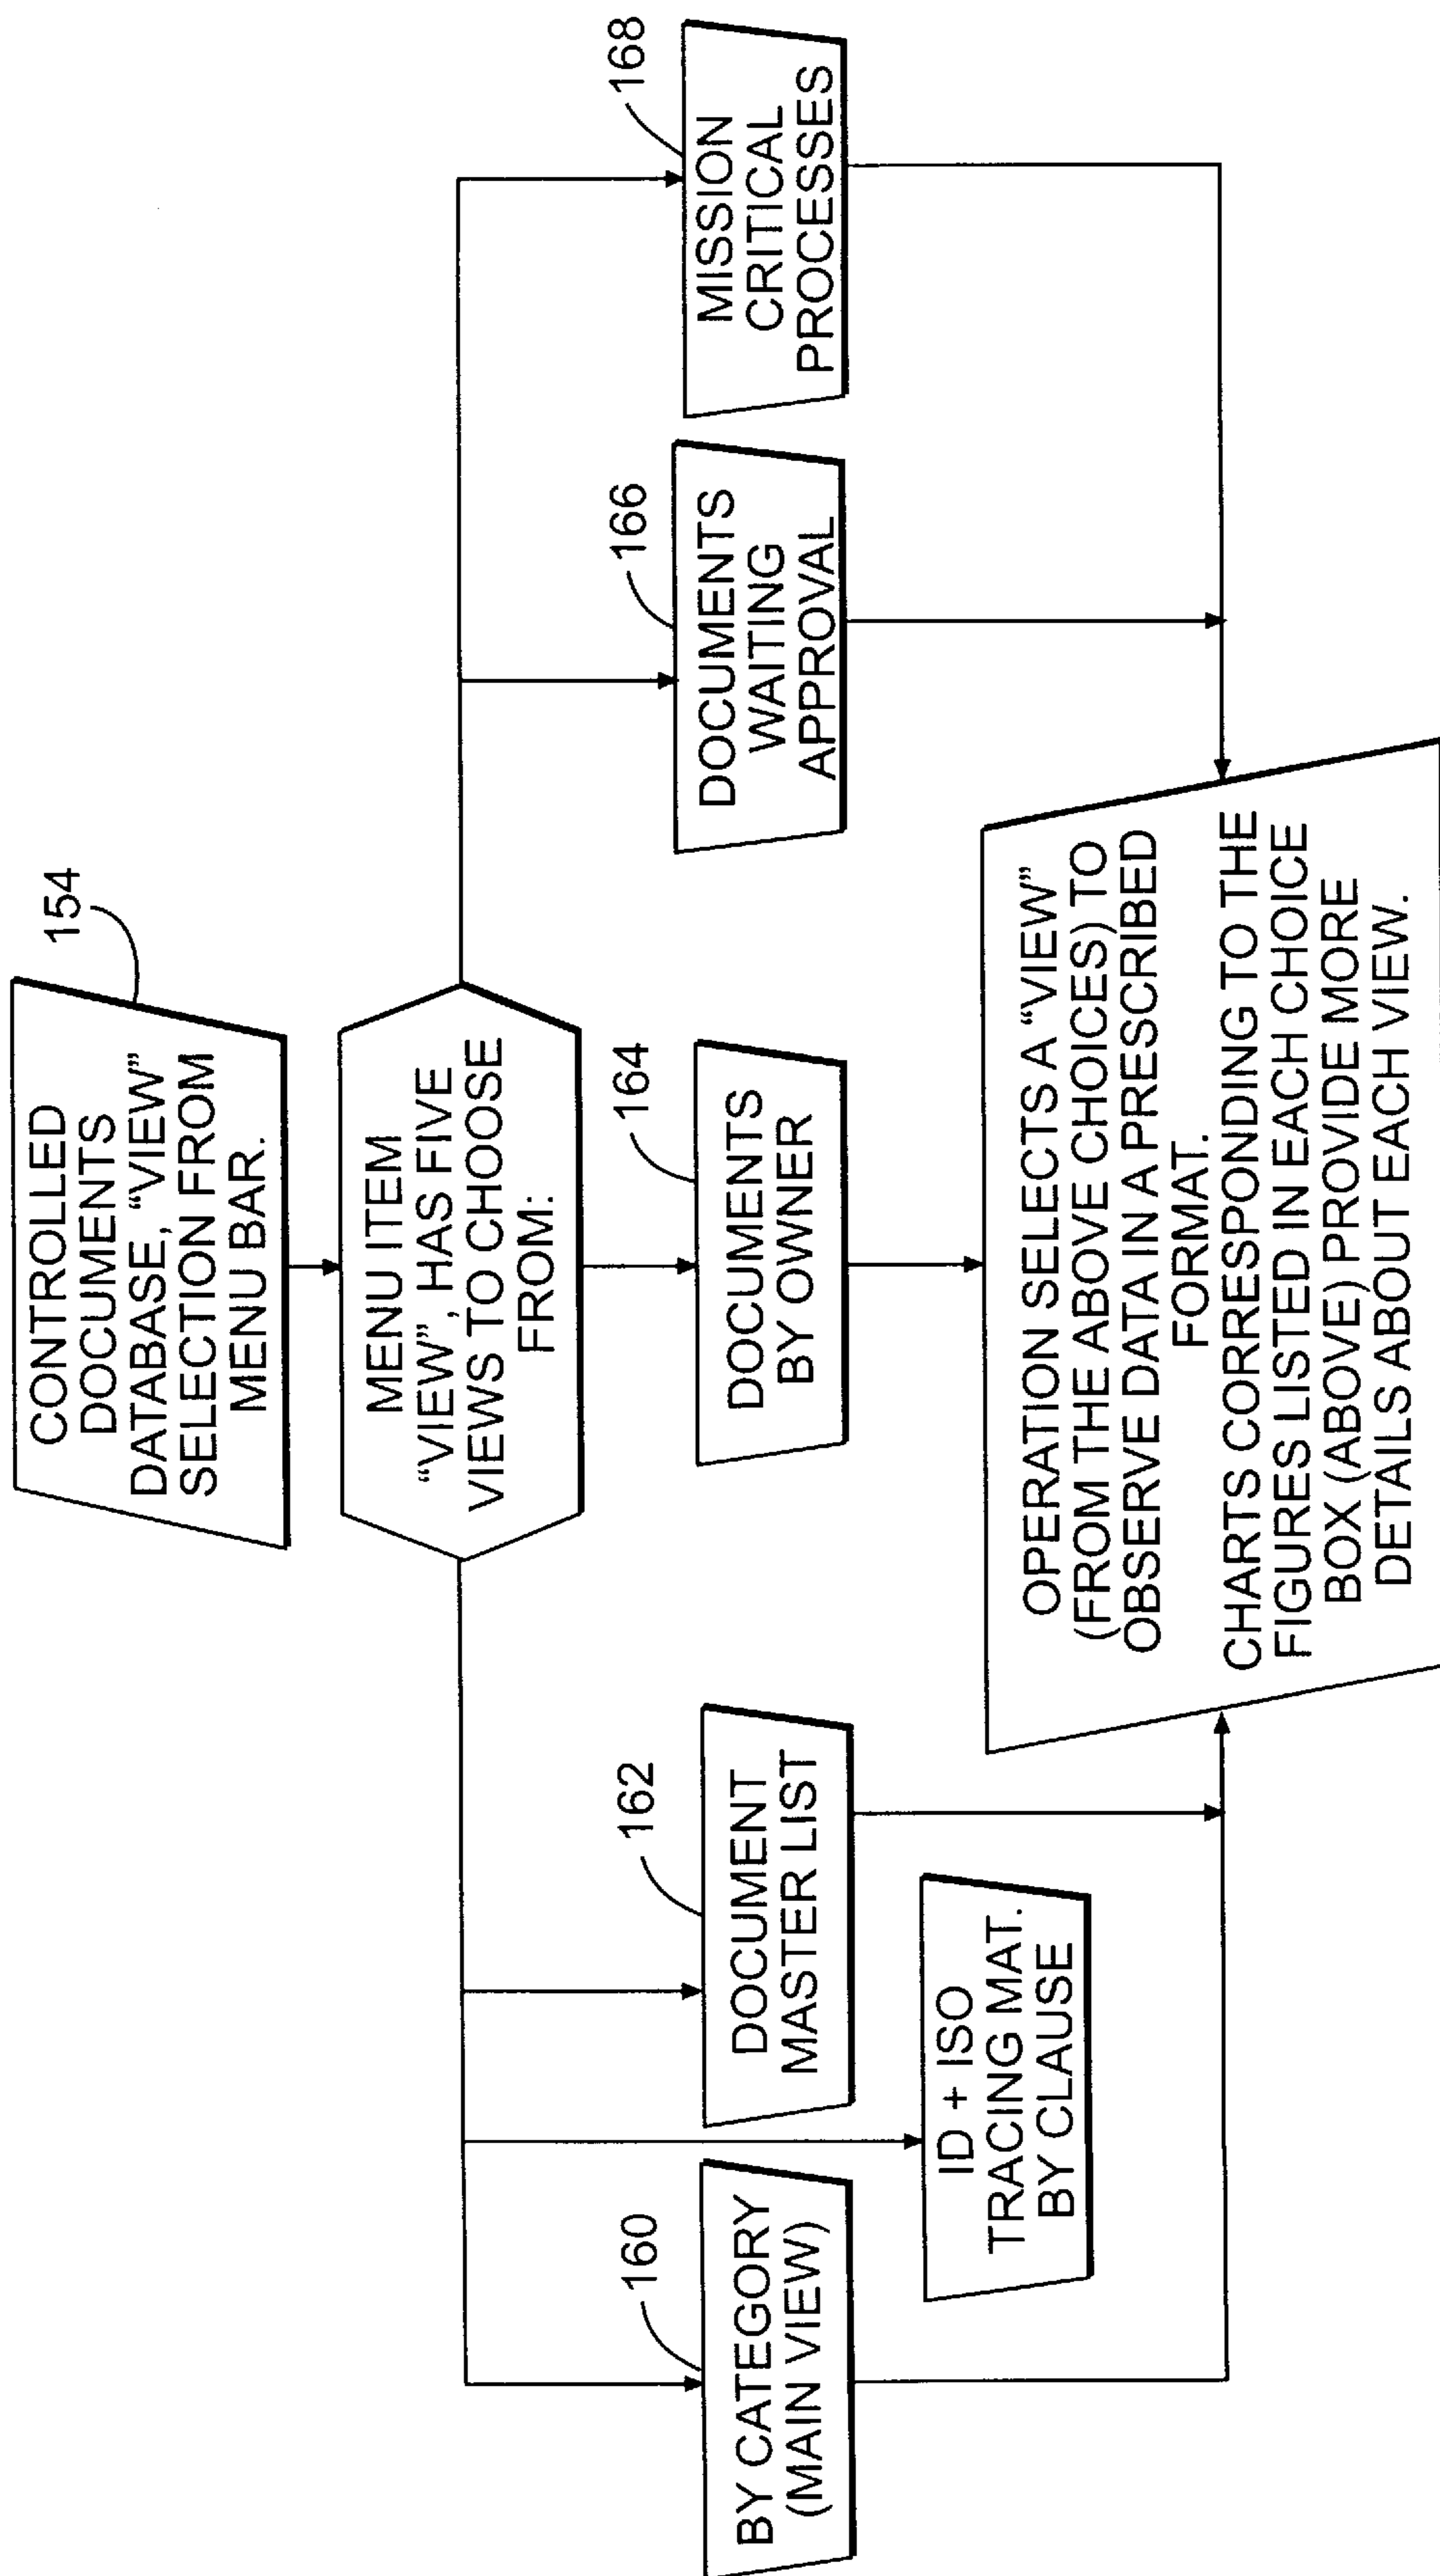 CONTROLLED
DOCUMENTS
DATABASE, “VIEW”
SELECTION FROM
MENU BAR.
154
MENU ITEM
“VIEW”, HAS FIVE
VIEWS TO CHOOSE
FROM:
160
BY CATEGORY
(MAIN VIEW)
162
DOCUMENT
MASTER LIST
164
DOCUMENTS
BY OWNER
166
DOCUMENTS
WAITING
APPROVAL
168
MISSION
CRITICAL
PROCESSES
ID + ISO
TRACING MAT.
BY CLAUSE
OPERATION SELECTS A “VIEW”
(FROM THE ABOVE CHOICES) TO
OBSERVE DATA IN A PRESCRIBED
FORMAT.
CHARTS CORRESPONDING TO THE
FIGURES LISTED IN EACH CHOICE
BOX (ABOVE) PROVIDE MORE
DETAILS ABOUT EACH VIEW.